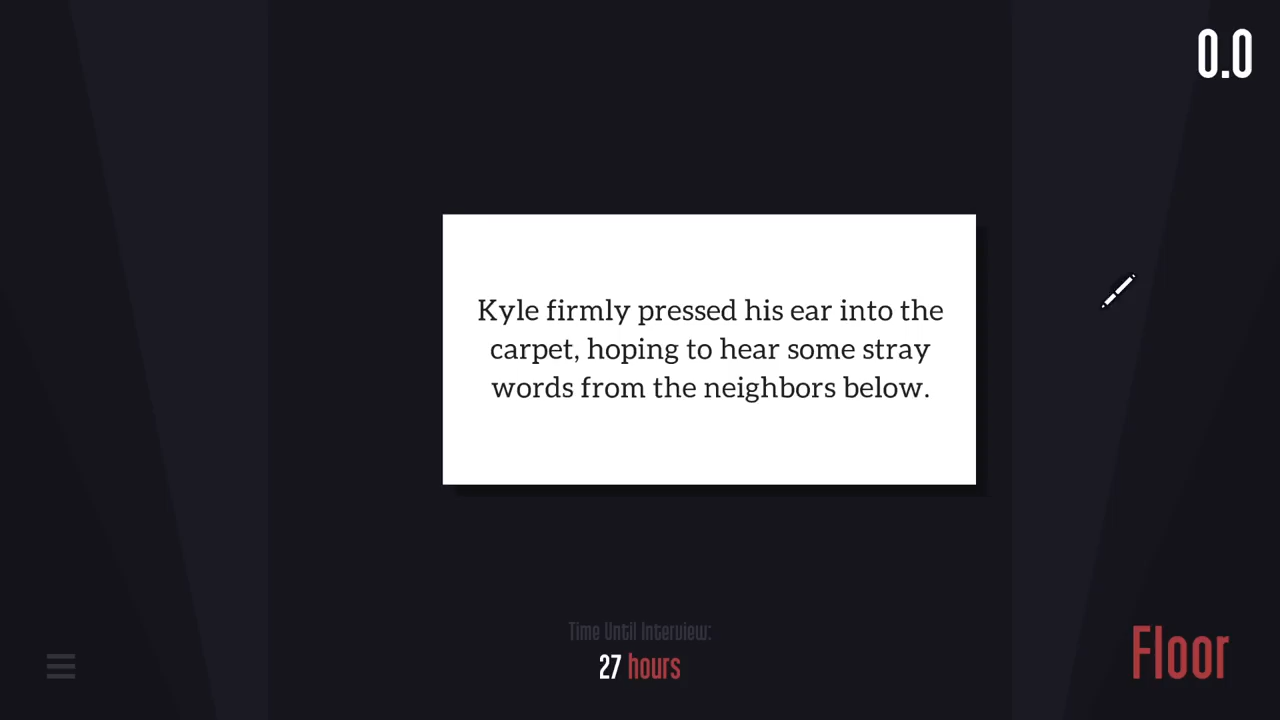 0.0
Kyle firmly pressed his ear into the
carpet, hoping to hear some stray
words from the neighbors below.
Time Until Interview:
27 hours
Floor